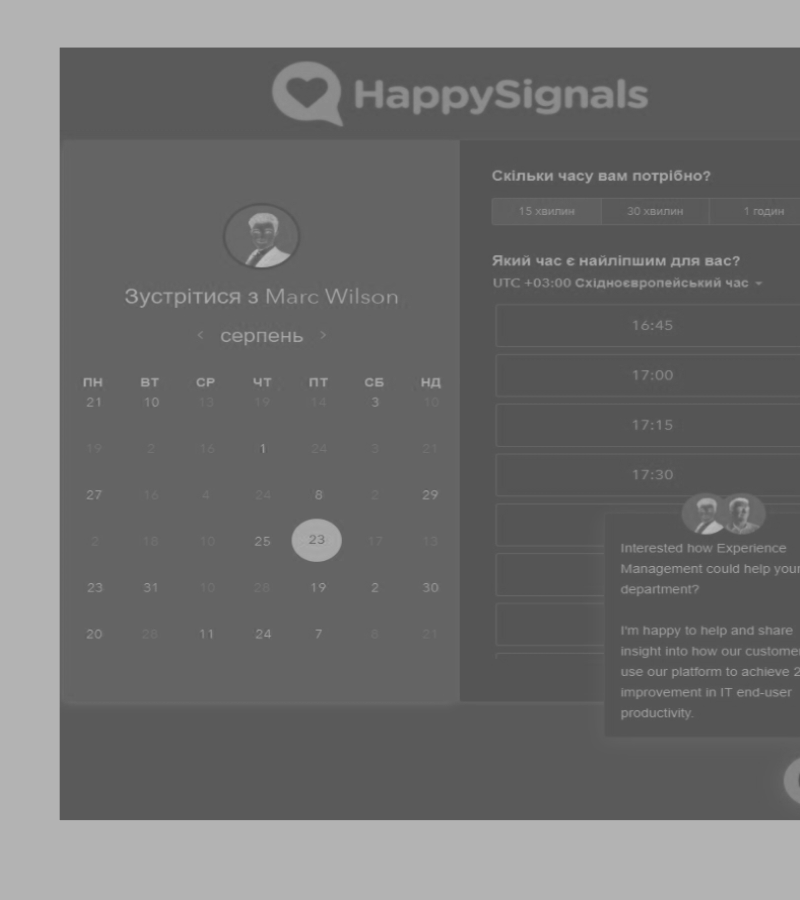 HappySignals
Зустрітися з Marc Wilson
серпень
ПН ВТ СР ЧТ ПТ СБ НД
21 10 13 19 14 3 10
19 2 16 1 24 3 21
27 16 4 24 8 2 29
2 18 10 25 23 17 13
23 31 10 28 19 2 30
20 28 11 24 7 8 21
Скільки часу вам потрібно?
15 хвилин 30 хвилин 1 годин
Який час є найліпшим для вас?
UTC +03:00 Східноєвропейський час
16:45
17:00
17:15
17:30
Interested how Experience
Management could help your
department?
I'm happy to help and share
insight into how our customer
use our platform to achieve 2
improvement in IT end-user
productivity.